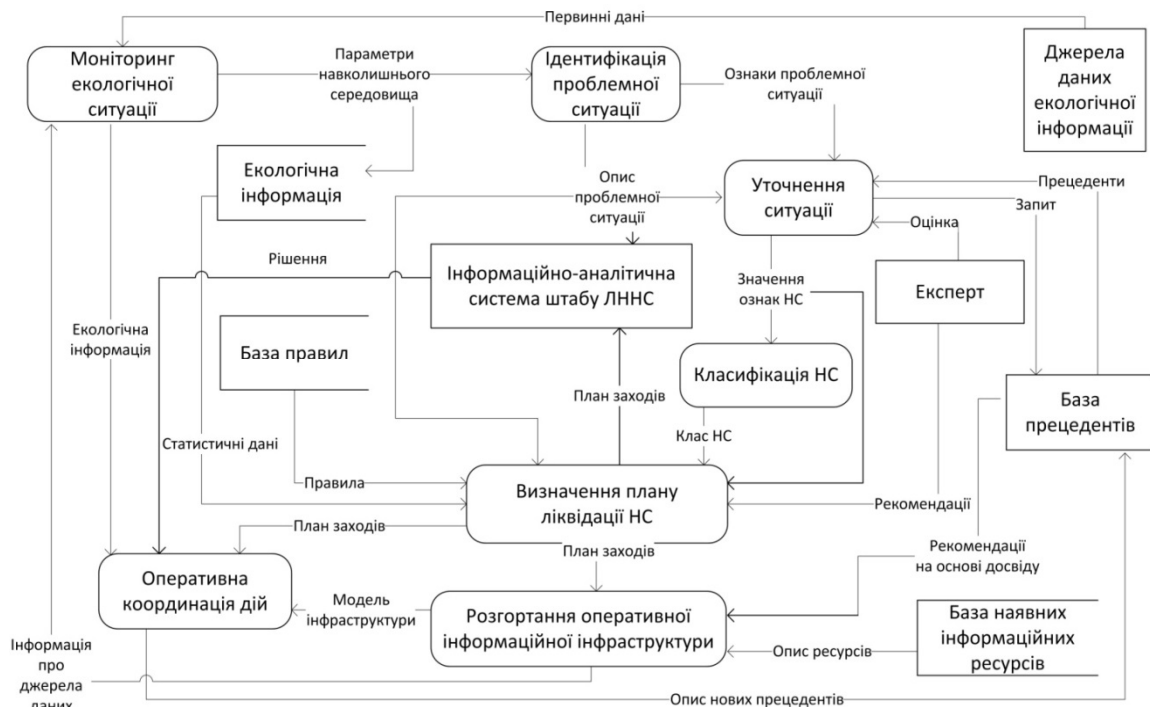 Первинні дані
Моніторинг
екологічної
ситуації
Параметри
навколишнього
середовища
Ідентифікація
проблемної
ситуації
Ознаки проблемної
ситуації
Джерела
даних
екологічної
інформації
Екологічна
інформація
Опис
проблемної
ситуації
Уточнення
ситуації
Прецеденти
Запит
Оцінка
Рішення
Інформаційно-аналітична
система штабу ЛННС
Значення
ознак НС
Експерт
Екологічна
інформація
База правил
План заходів
Класифікація НС
База
прецедентів
Статистичні дані
Клас НС
Правила
Визначення плану
ліквідації НС
Рекомендації
План заходів
План заходів
Рекомендації
на основі досвіду
Оперативна
координація дій
Модель
інфраструктури
Розгортання оперативної
інформаційної інфраструктури
Опис ресурсів
База наявних
інформаційних
ресурсів
Інформація
про
джерела
даних
Опис нових прецедентів